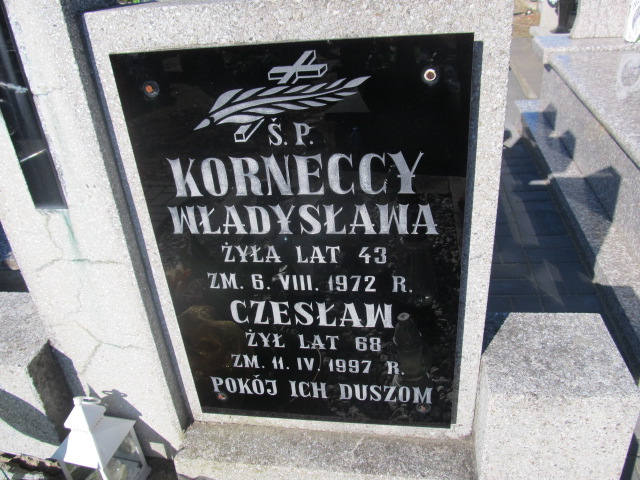 Ś.P.
KORNECCY
WŁADYSŁAWA
ŻYŁA LAT 43
ZM. 6. VIII. 1972 R.
CZESŁAW
ŻYŁ LAT 68
ZM. 11. IV. 1997 R.
POKÓJ ICH DUSZOM